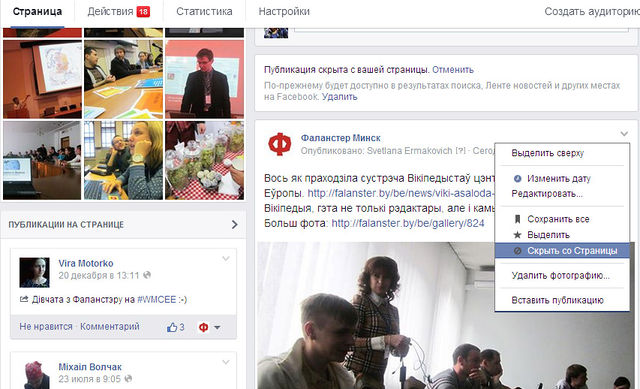 Страница Действия 18 Статистика Настройки Создать аудиторию
Публикация скрыта с вашей страницы. Отменить
По-прежнему будет доступно в результатах поиска, Ленте новостей и других местах
на Facebook. Удалить
Фаланстер Минск
Опубликовано: Svetlana Ermakovich [?] · Сего
Вось як праходзіла сустрэча Вікіпедыстаў цэнт
Еўропы. http://falanster.by/be/news/viki-asaloda-
Вікіпедыя, гэта не толькі рэдактары, але і камы
Больш фота: http://falanster.by/be/gallery/824
Выделить сверху
Изменить дату
Редактировать...
Сохранить все
Выделить
Скрыть со Страницы
Удалить фотографию...
Вставить публикацию
ПУБЛИКАЦИИ НА СТРАНИЦЕ
Vira Motorko
20 декабря в 13:11
Дівчата з Фаланстэру на #WMCEE :-)
Не нравится · Комментарий 3
Міхаіл Волчак
23 июля в 9:05